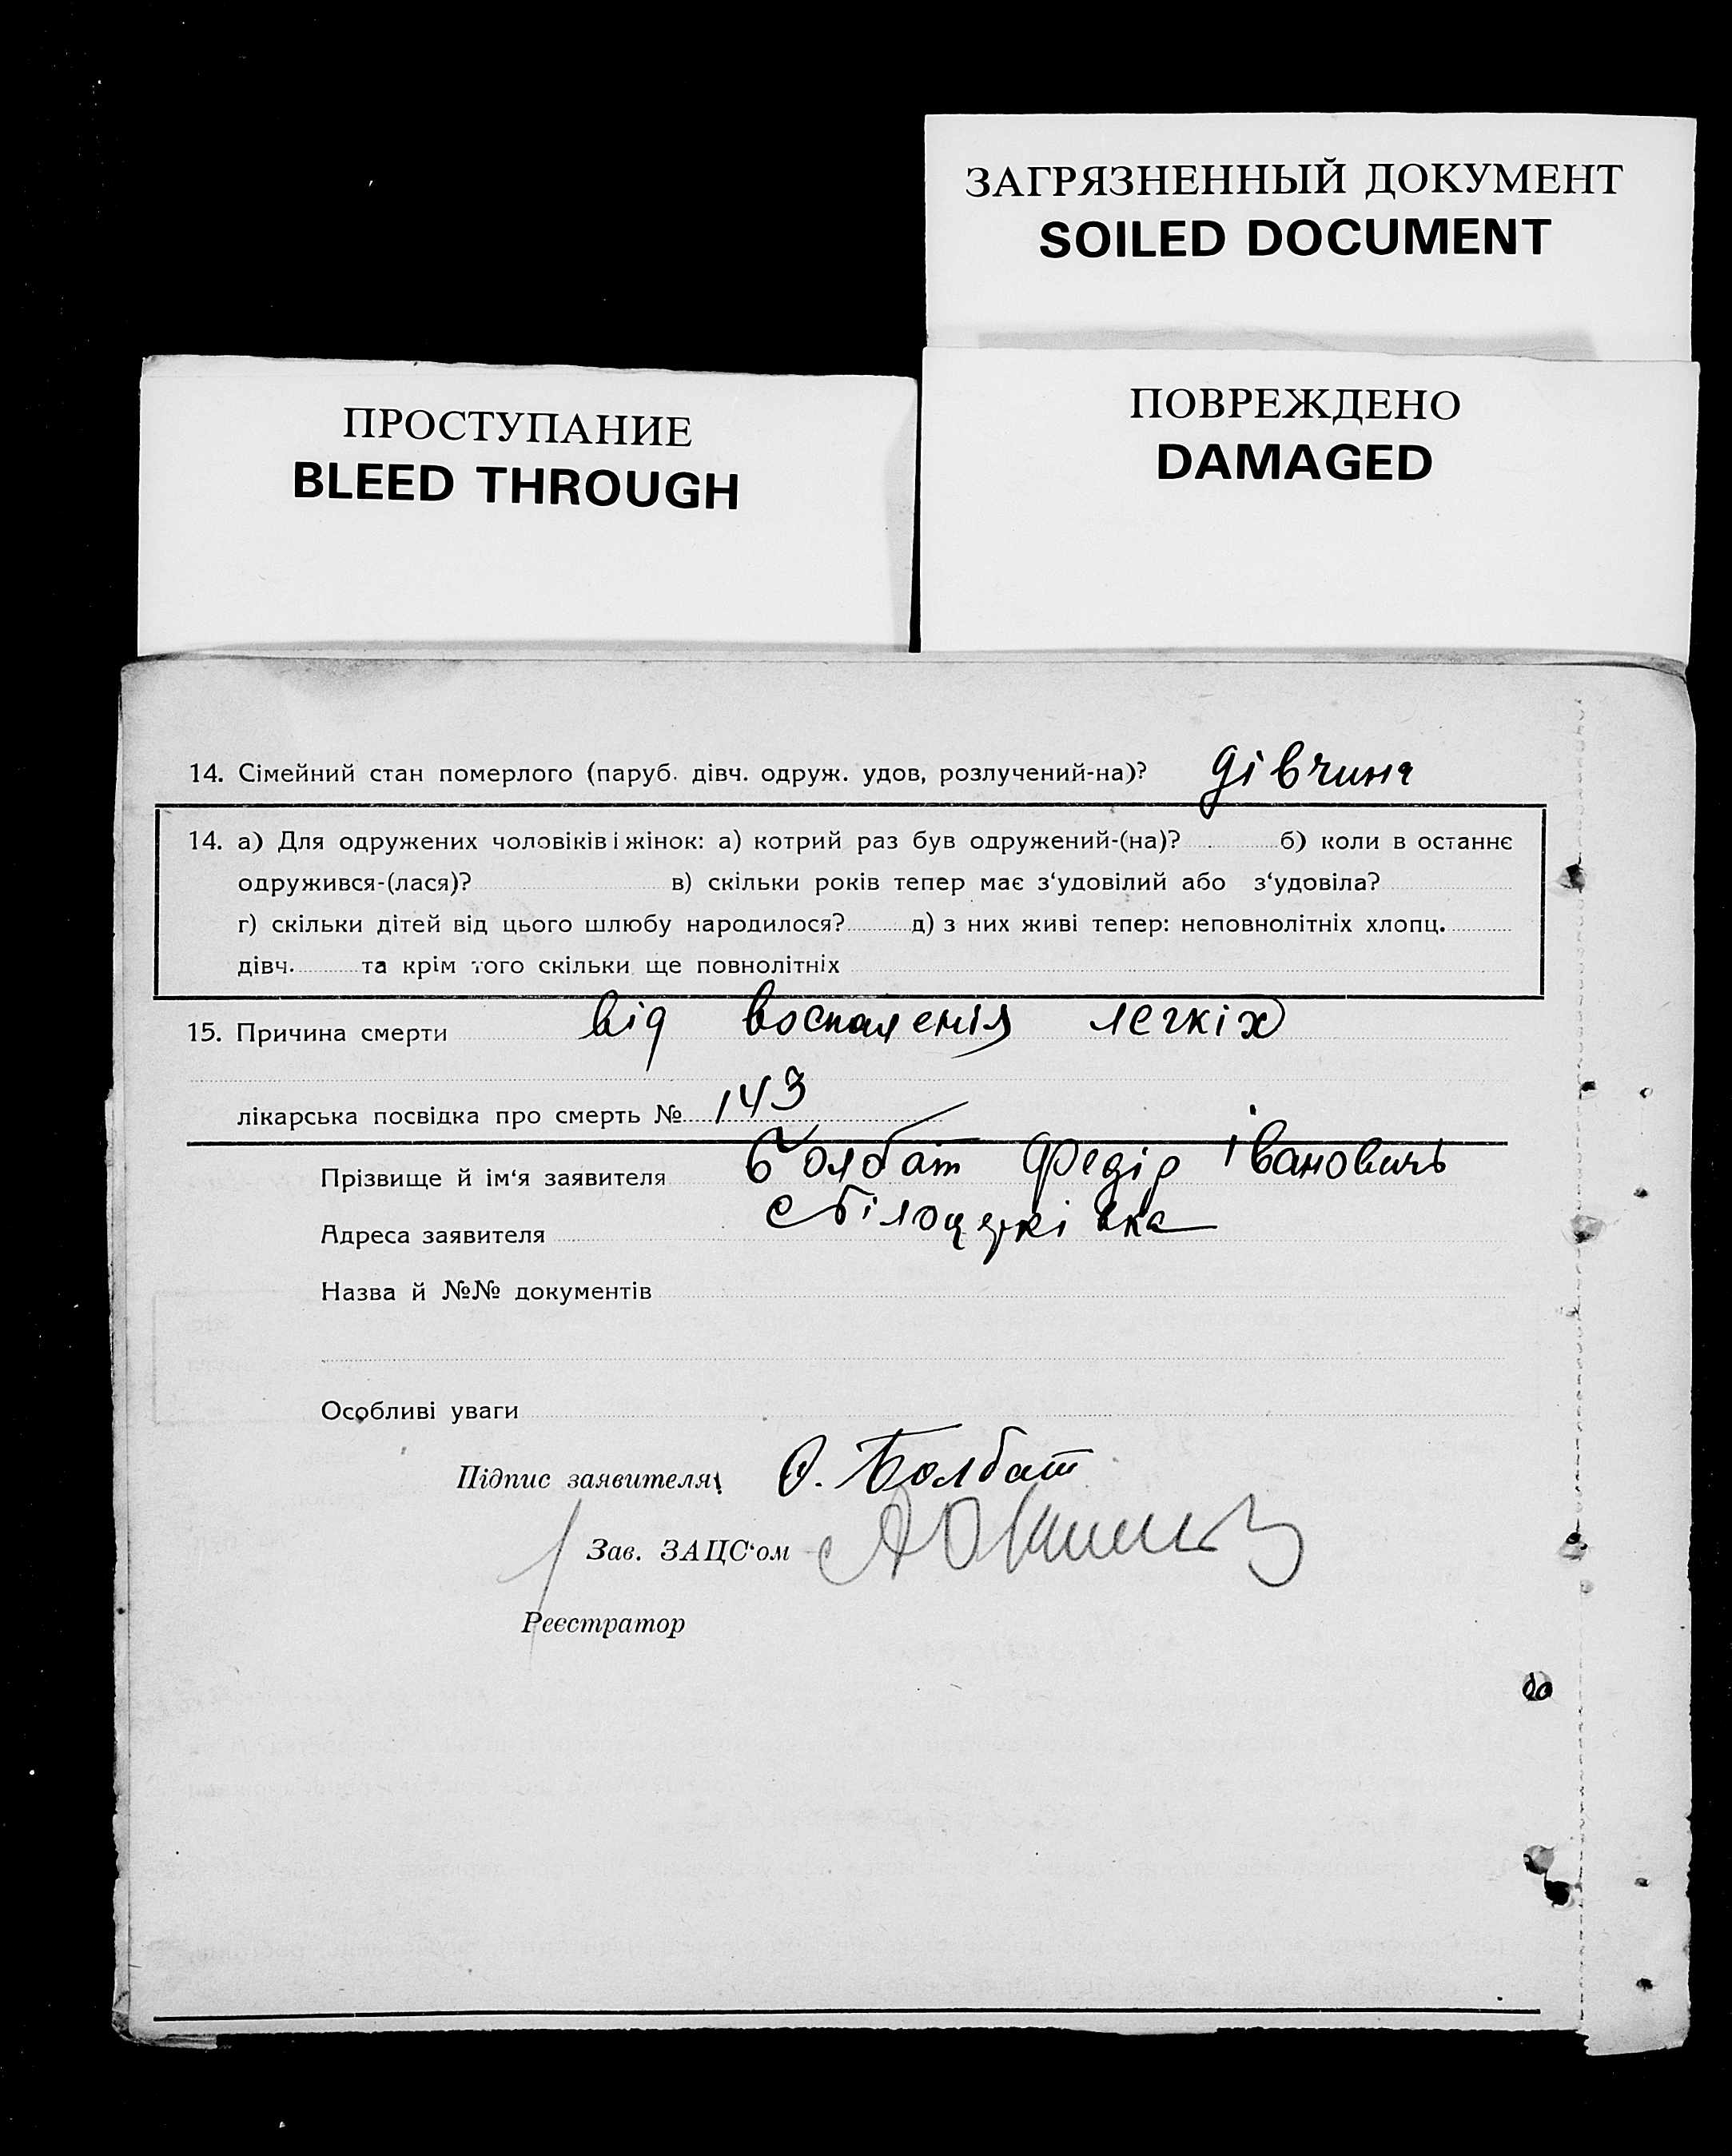 ЗАГРЯЗНЕННЫЙ ДОКУМЕНТ
SOILED DOCUMENT
ПРОСТУПАНИЕ
BLEED THROUGH
ПОВРЕЖДЕНО
DAMAGED
14. Сімейний стан померлого (паруб. дівч. одруж. удов, розлучений-на)? дівчина
14. а) Для одружених чоловіків і жінок: а) котрий раз був одружений-(на)? б) коли в останнє
одружився-(лася)? в) скільки років тепер має з‘удовілий або з‘удовіла?
г) скільки дітей від цього шлюбу народилося? д) з них живі тепер: неповнолітніх хлопц.
дівч. та крім того скільки ще повнолітніх
15. Причина смерти від воспаленія легкіх
лікарська посвідка про смерть № 143
Прізвище й ім‘я заявителя Болбат Федір Івановичь
Адреса заявителя с Білоцерківка
Назва й №№ документів
Особливі уваги
Підпис заявителя: Ф. Болбат
Зав. ЗАЦС‘ом
Реєстратор